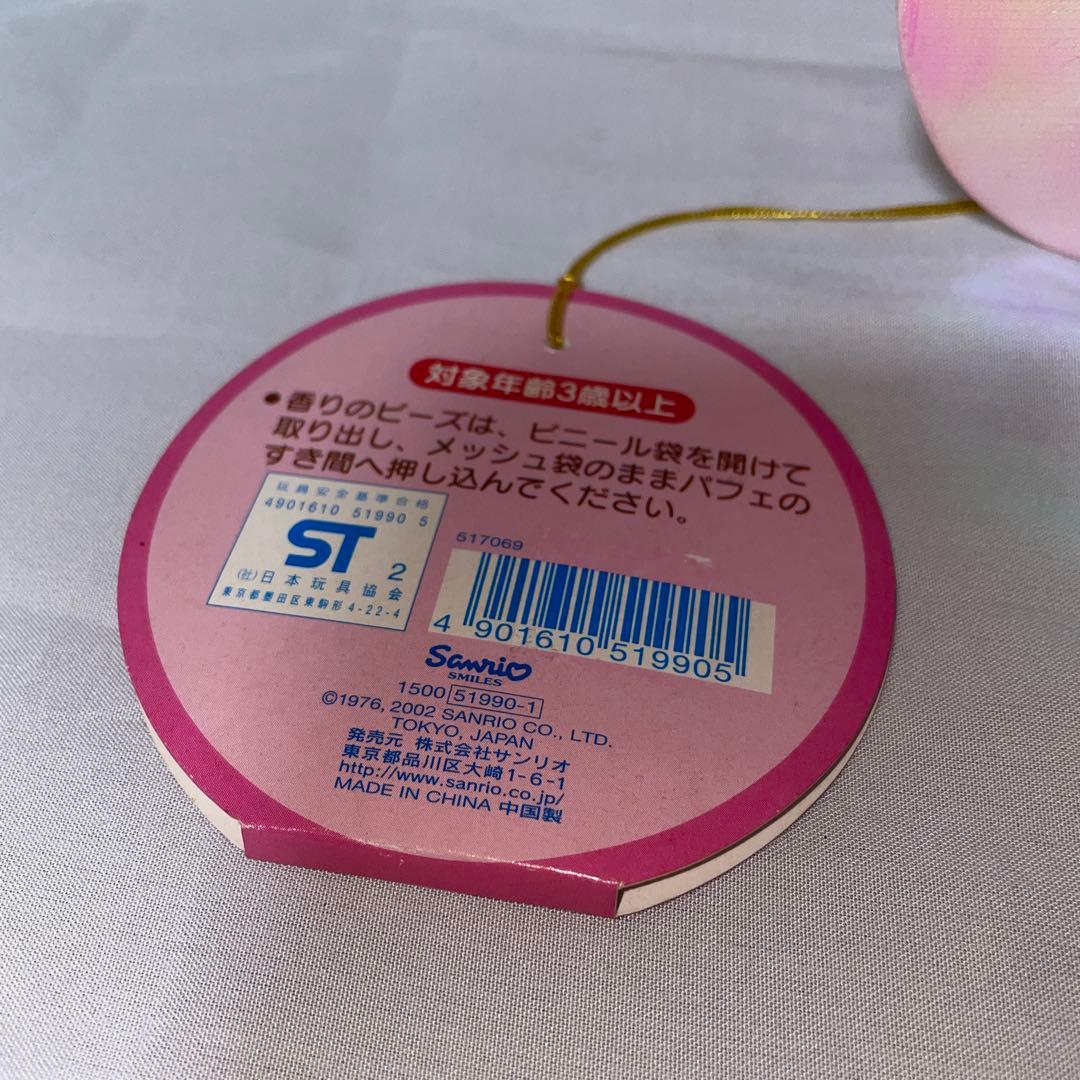 対象年齢3歳以上
●香りのビーズは、ビニール袋を開けて
取り出し、メッシュ袋のままパフェの
すき間へ押し込んでください。
玩具安全基準合格
4901610 51990 5
ST 2
(社)日本玩具協会
東京都墨田区東駒形4-22-4
517069
4 901610 519905
Sanrio
SMILES
1500 51990-1
©1976, 2002 SANRIO CO., LTD.
TOKYO, JAPAN
発売元 株式会社サンリオ
東京都品川区大崎1-6-1
http://www.sanrio.co.jp/
MADE IN CHINA 中国製